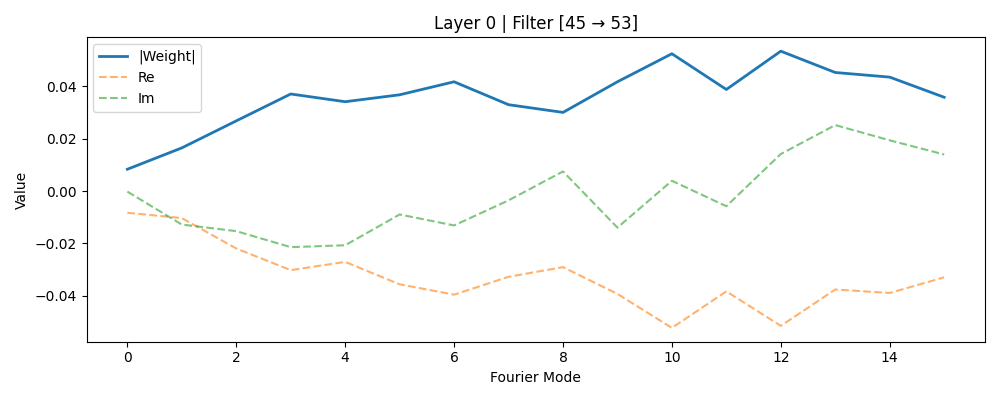 Layer 0 | Filter [45 → 53]
|Weight|
Re
Im
0.04
0.02
0.00
−0.02
−0.04
Value
0 2 4 6 8 10 12 14
Fourier Mode